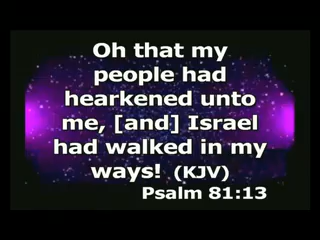 Oh that my
people had
hearkened unto
me, [and] Israel
had walked in my
ways! (KJV)
Psalm 81:13